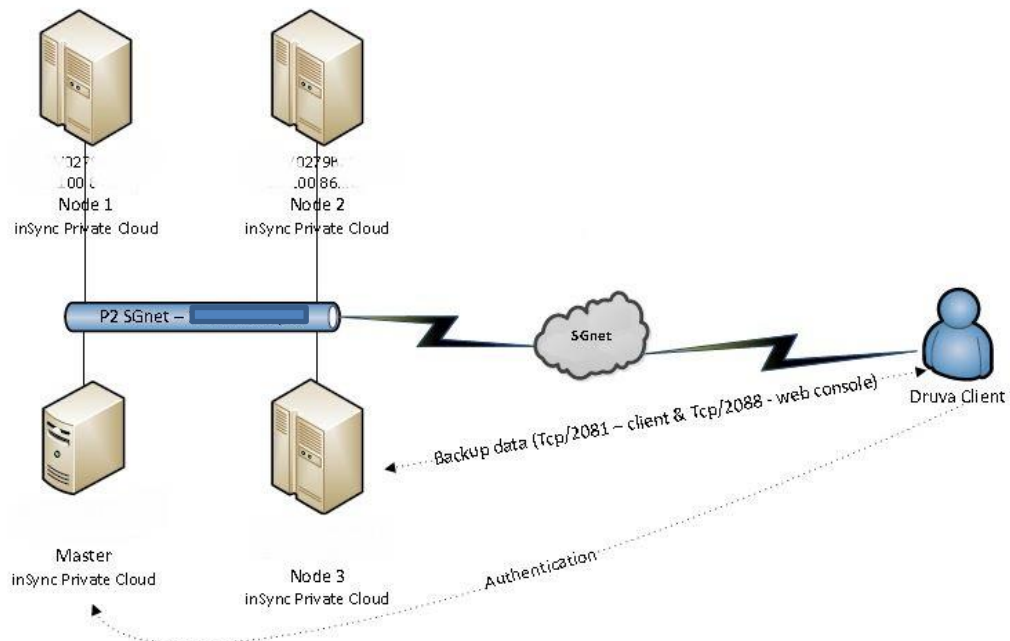 Node 1
inSync Private Cloud
Node 2
inSync Private Cloud
P2 SGnet –
SGnet
Druva Client
Backup data (Tcp/2081 – client & Tcp/2088 - web console)
Master
inSync Private Cloud
Node 3
inSync Private Cloud
Authentication